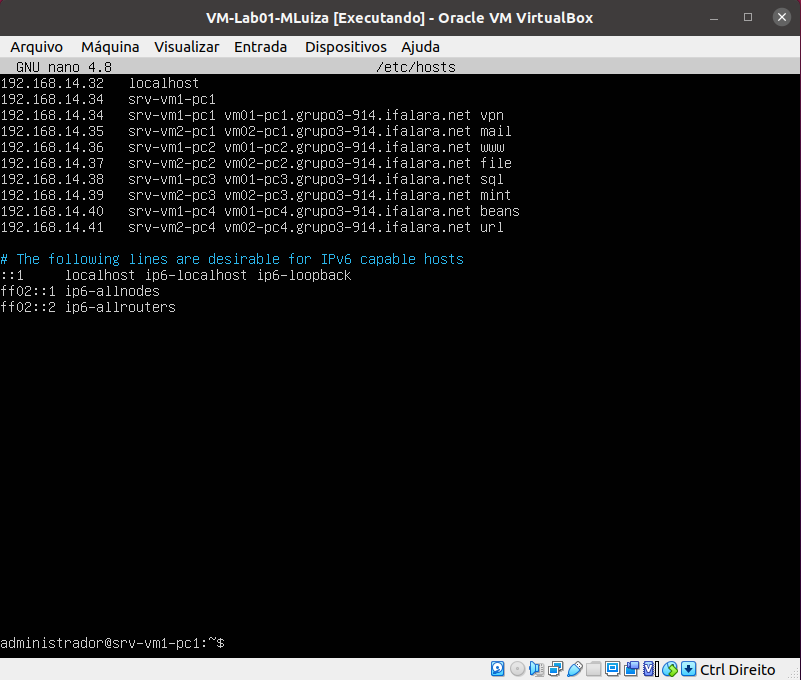 VM-Lab01-MLuiza [Executando] - Oracle VM VirtualBox
Arquivo Máquina Visualizar Entrada Dispositivos Ajuda
GNU nano 4.8 /etc/hosts
192.168.14.32 localhost
192.168.14.34 srv-vm1-pc1
192.168.14.34 srv-vm1-pc1 vm01-pc1.grupo3-914.ifalara.net vpn
192.168.14.35 srv-vm2-pc1 vm02-pc1.grupo3-914.ifalara.net mail
192.168.14.36 srv-vm1-pc2 vm01-pc2.grupo3-914.ifalara.net www
192.168.14.37 srv-vm2-pc2 vm02-pc2.grupo3-914.ifalara.net file
192.168.14.38 srv-vm1-pc3 vm01-pc3.grupo3-914.ifalara.net sql
192.168.14.39 srv-vm2-pc3 vm02-pc3.grupo3-914.ifalara.net mint
192.168.14.40 srv-vm1-pc4 vm01-pc4.grupo3-914.ifalara.net beans
192.168.14.41 srv-vm2-pc4 vm02-pc4.grupo3-914.ifalara.net url
# The following lines are desirable for IPv6 capable hosts
::1 localhost ip6-localhost ip6-loopback
ff02::1 ip6-allnodes
ff02::2 ip6-allrouters
administrador@srv-vm1-pc1:~$
Ctrl Direito